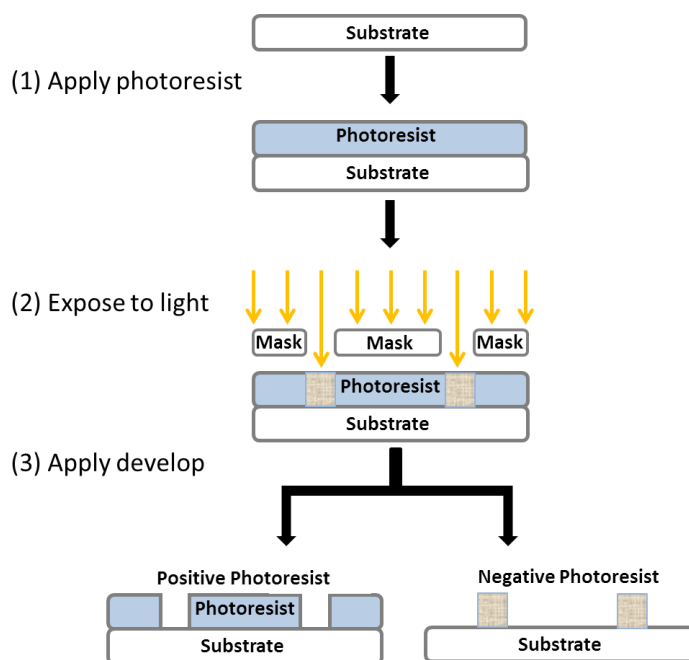 Substrate
(1) Apply photoresist
Photoresist
Substrate
(2) Expose to light
Mask Mask Mask
Photoresist
Substrate
(3) Apply develop
Positive Photoresist
Photoresist
Substrate
Negative Photoresist
Substrate